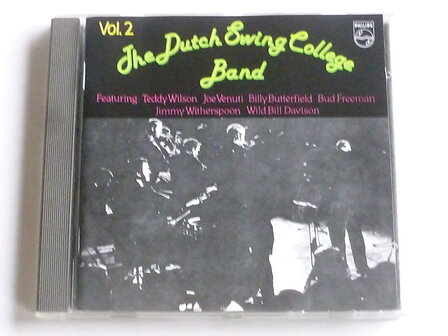 Vol. 2
PHILIPS
The Dutch Swing College
Band
Featuring Teddy Wilson Joe Venuti Billy Butterfield Bud Freeman
Jimmy Witherspoon Wild Bill Davison